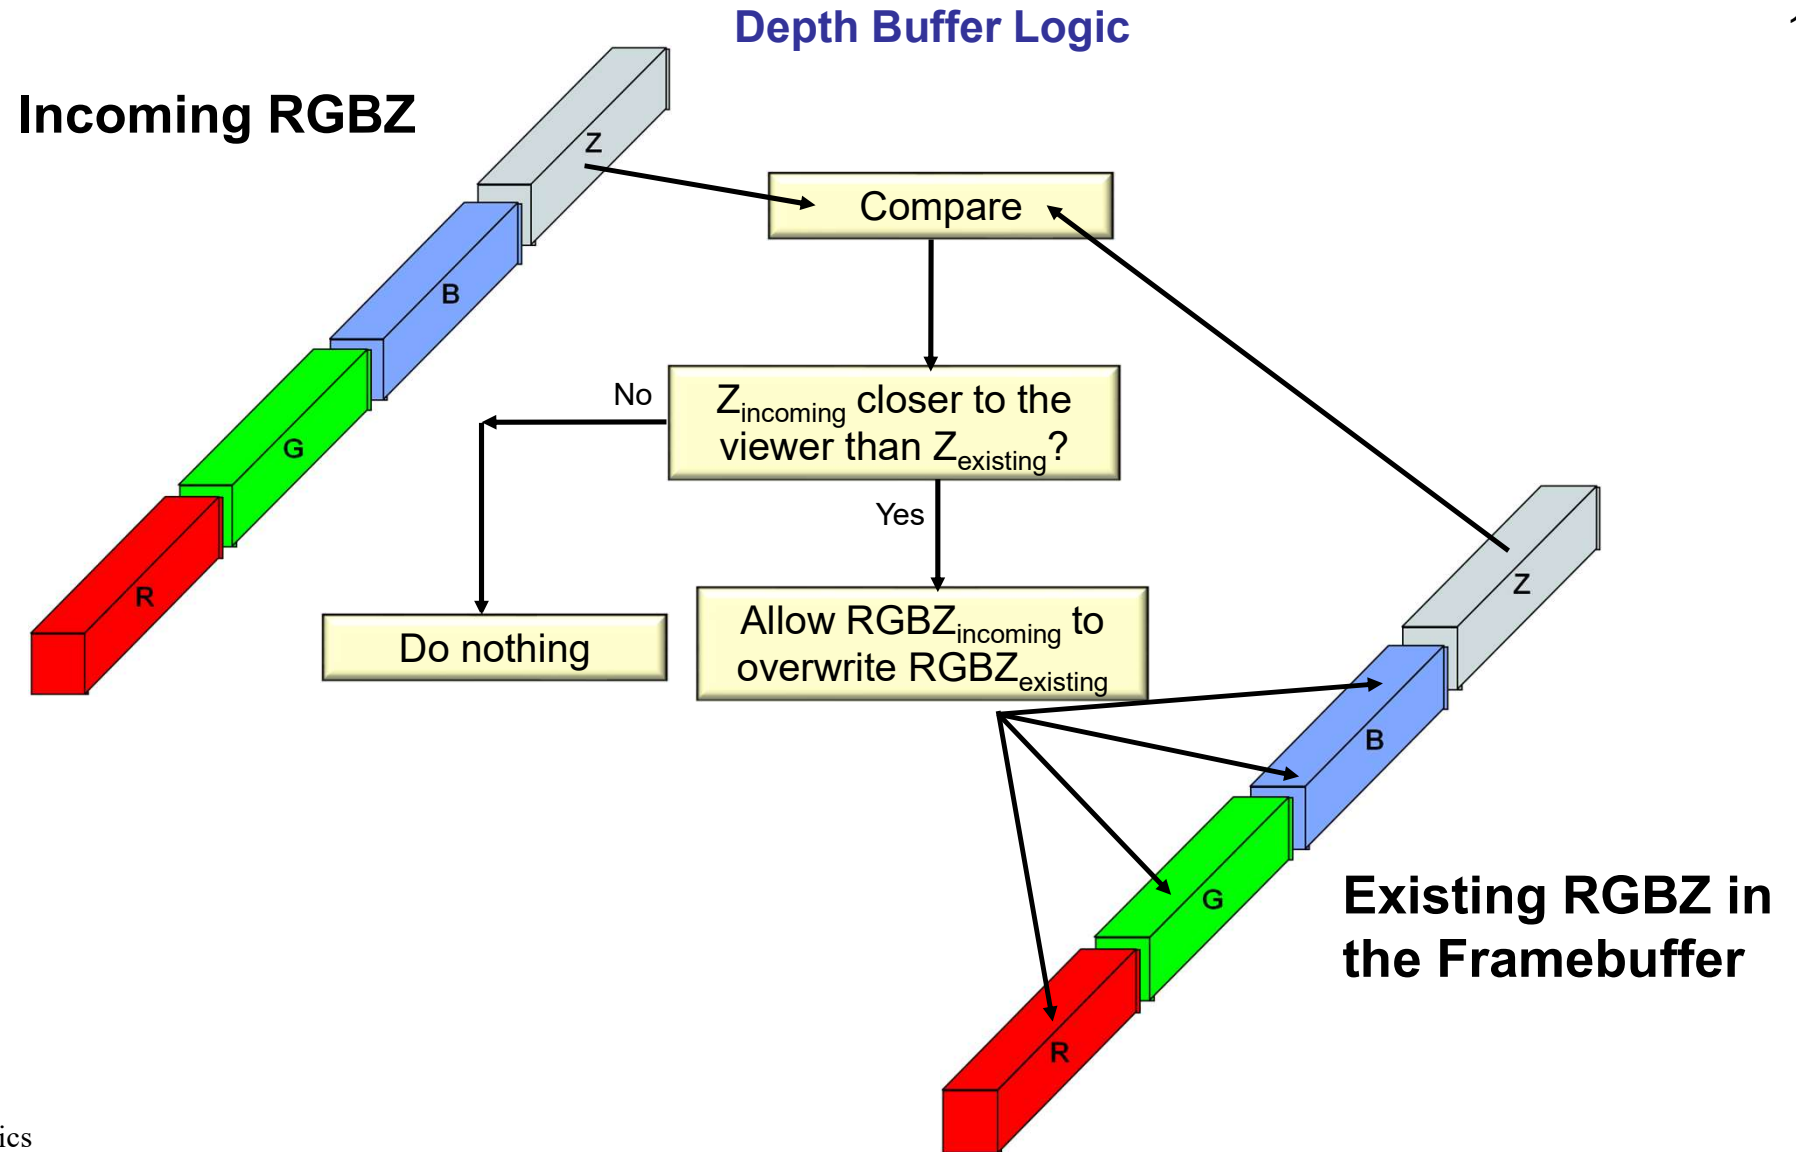 Depth Buffer Logic
1
Incoming RGBZ
Z
B
G
R
Compare
No
Zincoming closer to the
viewer than Zexisting?
Yes
Do nothing
Allow RGBZincoming to
overwrite RGBZexisting
Z
B
G
R
Existing RGBZ in
the Framebuffer
ics